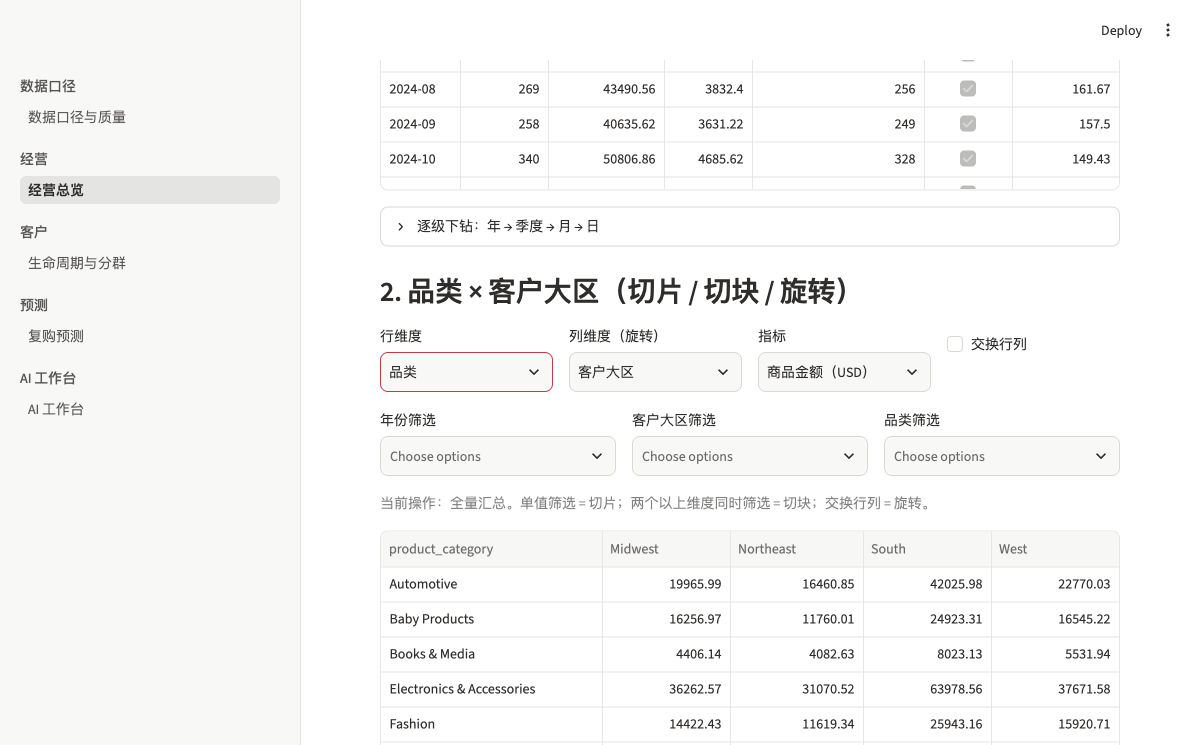 Deploy
数据口径
数据口径与质量
经营
经营总览
客户
生命周期与分群
预测
复购预测
AI 工作台
AI 工作台
2024-08 269 43490.56 3832.4 256 161.67
2024-09 258 40635.62 3631.22 249 157.5
2024-10 340 50806.86 4685.62 328 149.43
逐级下钻：年 → 季度 → 月 → 日
2. 品类 × 客户大区（切片 / 切块 / 旋转）
行维度 列维度（旋转） 指标
交换行列
品类 客户大区 商品金额（USD）
年份筛选 客户大区筛选 品类筛选
Choose options Choose options Choose options
当前操作：全量汇总。单值筛选 = 切片；两个以上维度同时筛选 = 切块；交换行列 = 旋转。
product_category Midwest Northeast South West
Automotive 19965.99 16460.85 42025.98 22770.03
Baby Products 16256.97 11760.01 24923.31 16545.22
Books & Media 4406.14 4082.63 8023.13 5531.94
Electronics & Accessories 36262.57 31070.52 63978.56 37671.58
Fashion 14422.43 11619.34 25943.16 15920.71